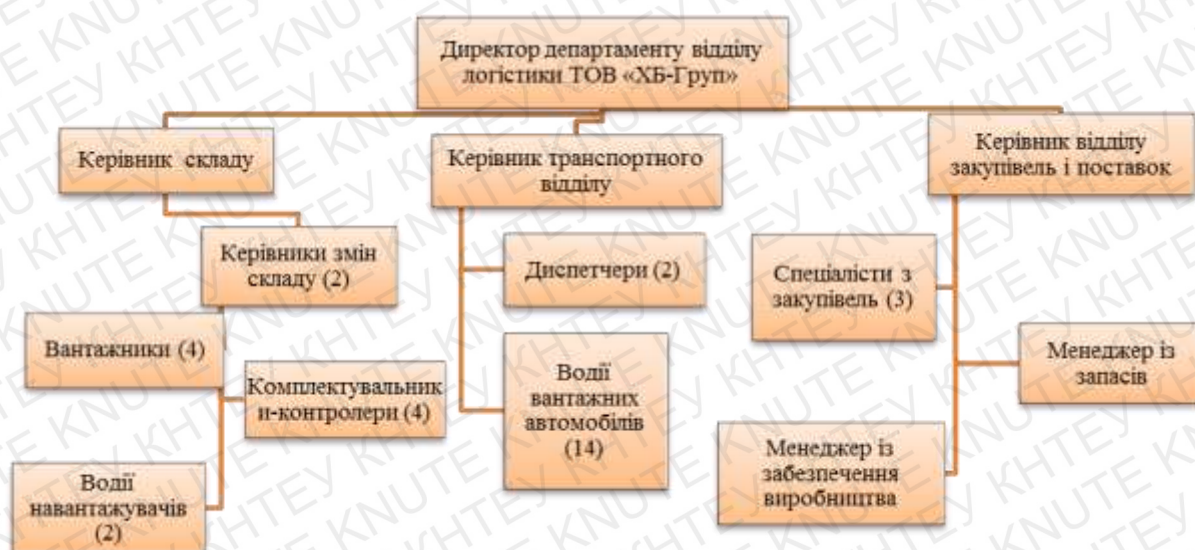 Директор департаменту відділу
логістики ТОВ «ХБ-Груп»
Керівник складу
Керівник транспортного
відділу
Керівник відділу
закупівель і поставок
Керівники змін
складу (2)
Диспетчери (2)
Спеціалісти з
закупівель (3)
Вантажники (4)
Комплектувальник
и-контролери (4)
Водії
вантажних
автомобілів
(14)
Менеджер із
запасів
Менеджер із
забезпечення
виробництва
Водії
навантажувачів
(2)